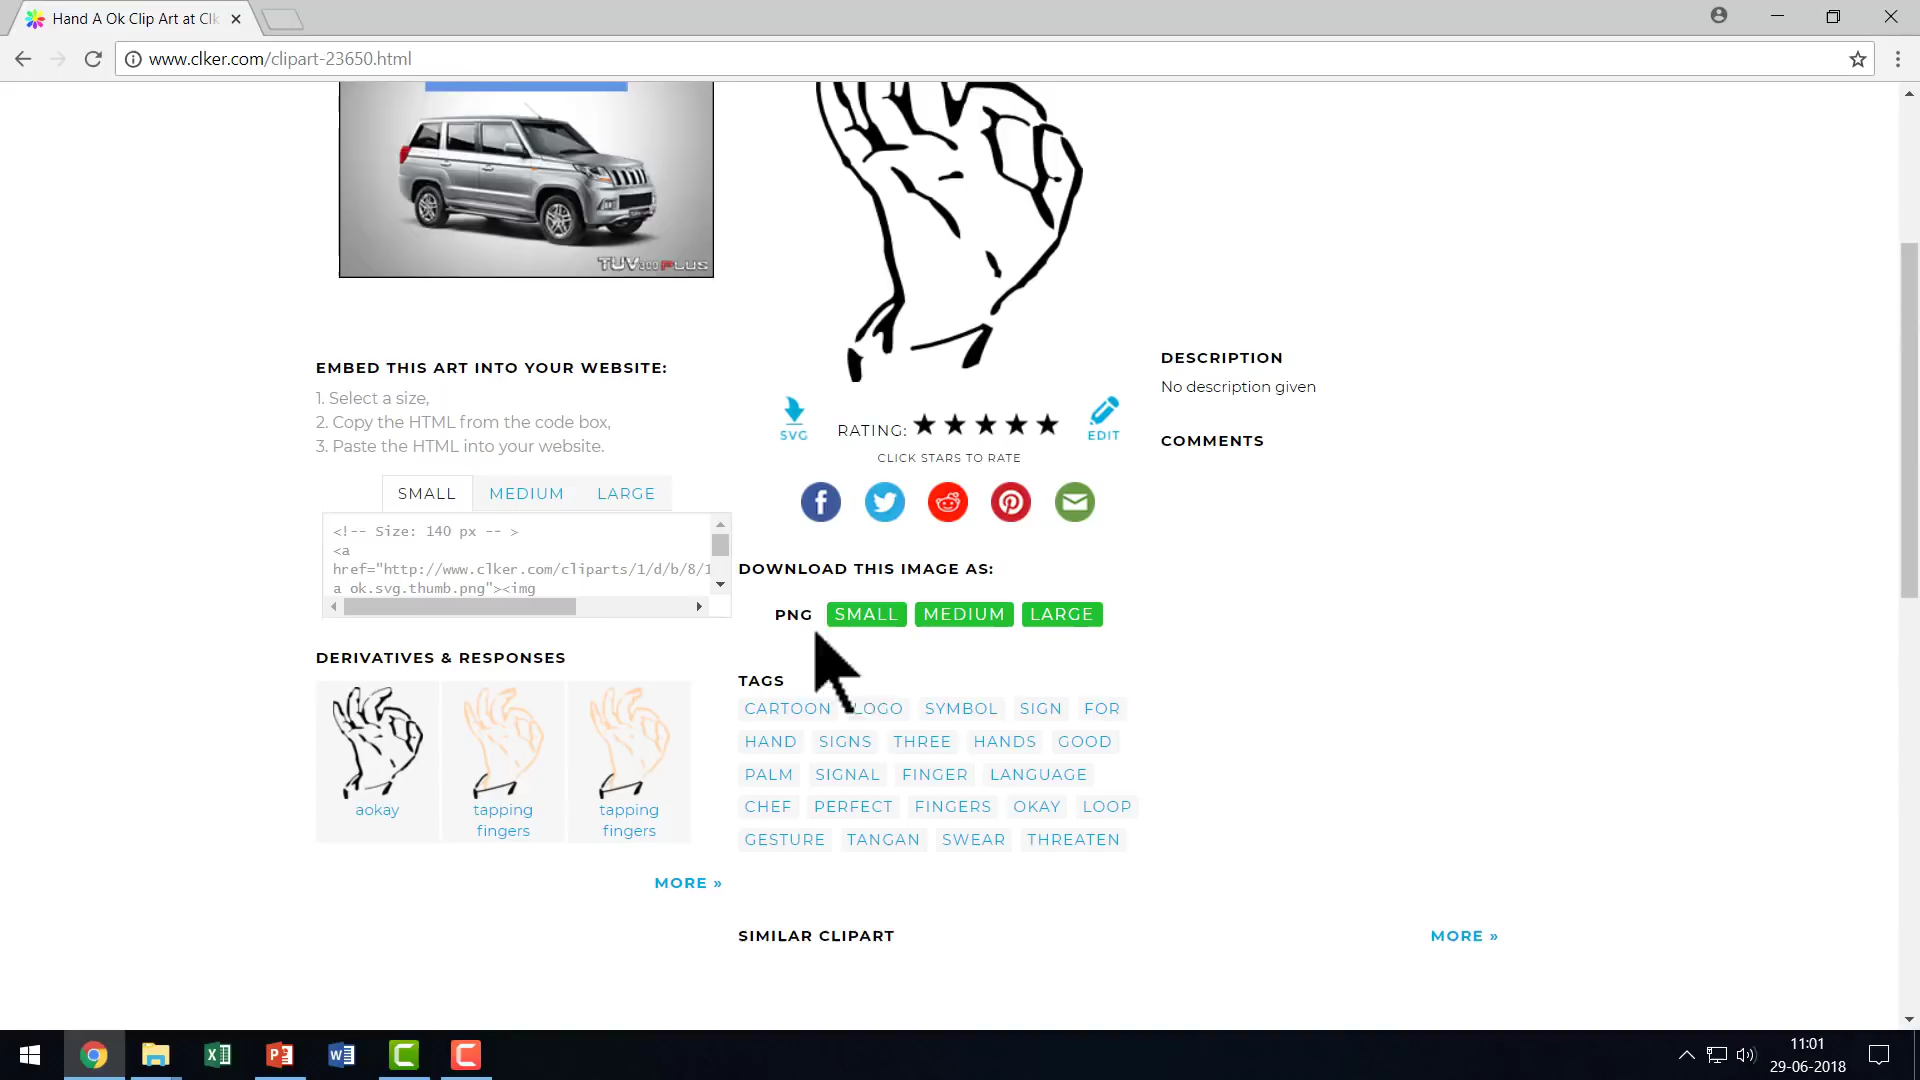 Hand A Ok Clip Art at Clk
www.clker.com/clipart-23650.html
TUV300 PLUS
EMBED THIS ART INTO YOUR WEBSITE:
1. Select a size,
2. Copy the HTML from the code box,
3. Paste the HTML into your website.
SMALL MEDIUM LARGE
<!-- Size: 140 px -- >
<a
href="http://www.clker.com/cliparts/1/d/b/8/1
a ok.svg.thumb.png"><img
DERIVATIVES & RESPONSES
aokay
tapping
fingers
tapping
fingers
MORE »
SVG
RATING:
EDIT
CLICK STARS TO RATE
DOWNLOAD THIS IMAGE AS:
PNG SMALL MEDIUM LARGE
TAGS
CARTOON LOGO SYMBOL SIGN FOR
HAND SIGNS THREE HANDS GOOD
PALM SIGNAL FINGER LANGUAGE
CHEF PERFECT FINGERS OKAY LOOP
GESTURE TANGAN SWEAR THREATEN
DESCRIPTION
No description given
COMMENTS
SIMILAR CLIPART
MORE »
11:01
29-06-2018